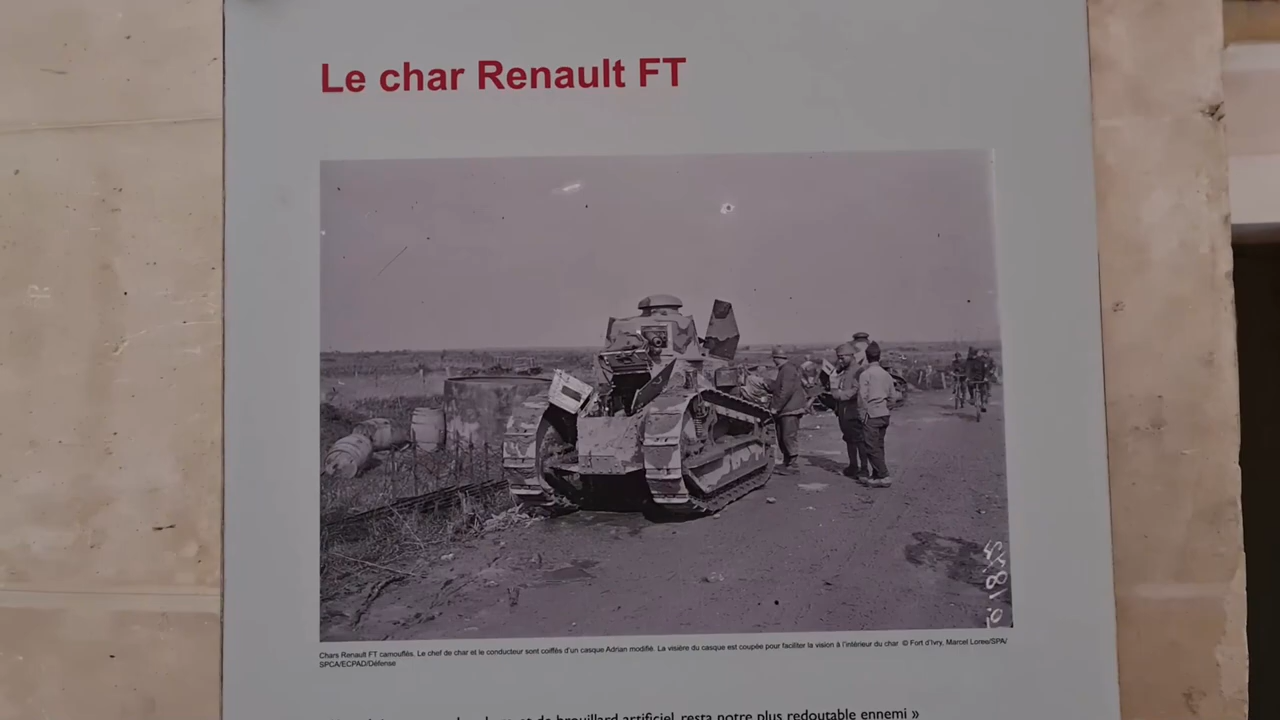 Le char Renault FT
Chars Renault FT camouflés. Le chef de char et le conducteur sont coiffés d'un casque Adrian modifié. La visière du casque est coupée pour faciliter la vision à l'intérieur du char © Fort d'Ivry, Marcel Loree/SPA/
SPCA/ECPAD/Défense
de brouillard artificiel, resta notre plus redoutable ennemi »